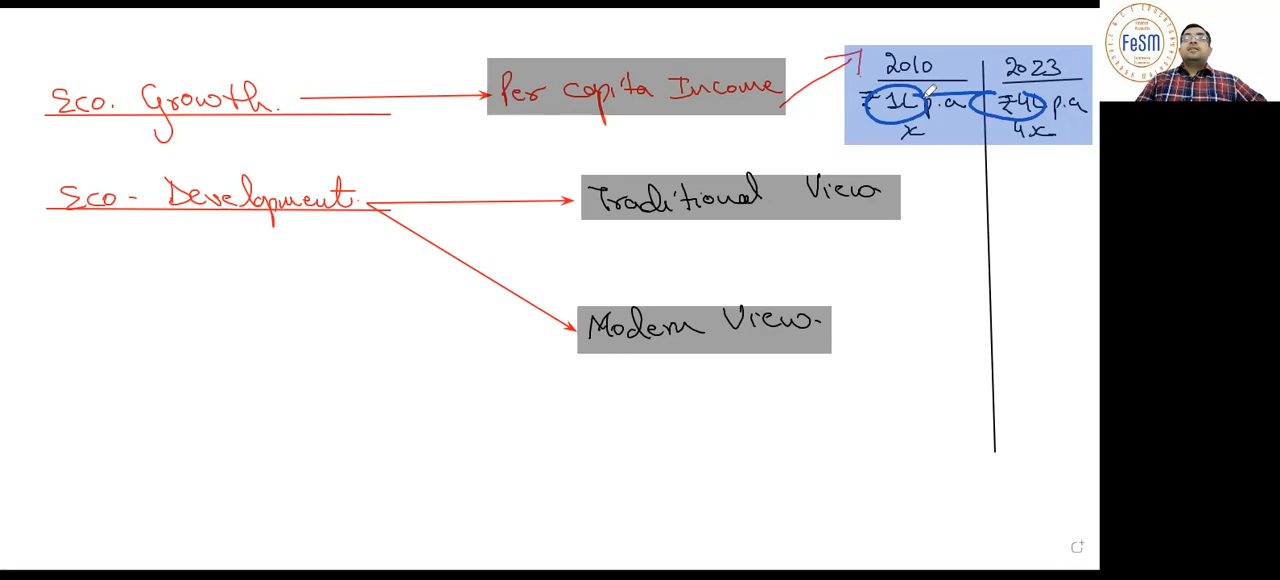 Eco. Growth.
Per capita Income
2010
2023
₹ 1L p.a
₹ 4L p.a
x
4x
Eco - Development.
Traditional View
Modern View.
FeSM